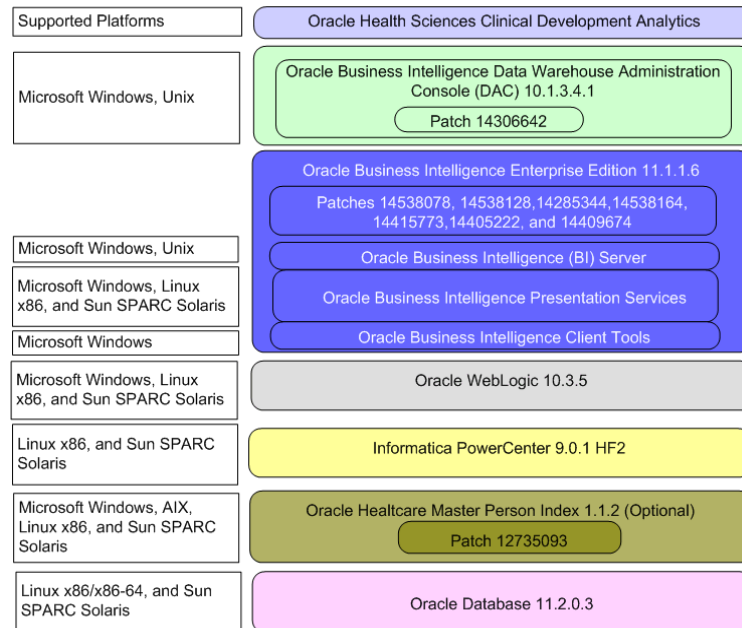 Supported Platforms
Oracle Health Sciences Clinical Development Analytics
Microsoft Windows, Unix
Oracle Business Intelligence Data Warehouse Administration
Console (DAC) 10.1.3.4.1
Patch 14306642
Oracle Business Intelligence Enterprise Edition 11.1.1.6
Patches 14538078, 14538128,14285344,14538164,
14415773,14405222, and 14409674
Microsoft Windows, Unix
Oracle Business Intelligence (BI) Server
Microsoft Windows, Linux
x86, and Sun SPARC Solaris
Oracle Business Intelligence Presentation Services
Microsoft Windows
Oracle Business Intelligence Client Tools
Microsoft Windows, Linux
x86, and Sun SPARC Solaris
Oracle WebLogic 10.3.5
Linux x86, and Sun SPARC
Solaris
Informatica PowerCenter 9.0.1 HF2
Microsoft Windows, AIX,
Linux x86, and Sun SPARC
Solaris
Oracle Healtcare Master Person Index 1.1.2 (Optional)
Patch 12735093
Linux x86/x86-64, and Sun
SPARC Solaris
Oracle Database 11.2.0.3